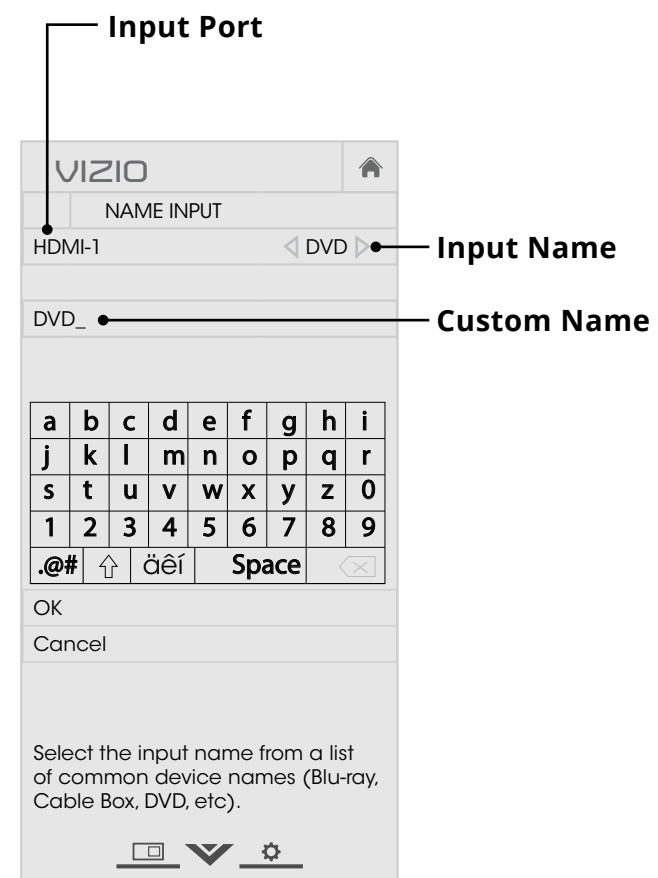 Input Port
VIZIO
NAME INPUT
HDMI-1 DVD Input Name
DVD_ Custom Name
a b c d e f g h i
j k l m n o p q r
s t u v w x y z 0
1 2 3 4 5 6 7 8 9
.@# äêí Space
OK
Cancel
Select the input name from a list
of common device names (Blu-ray,
Cable Box, DVD, etc).